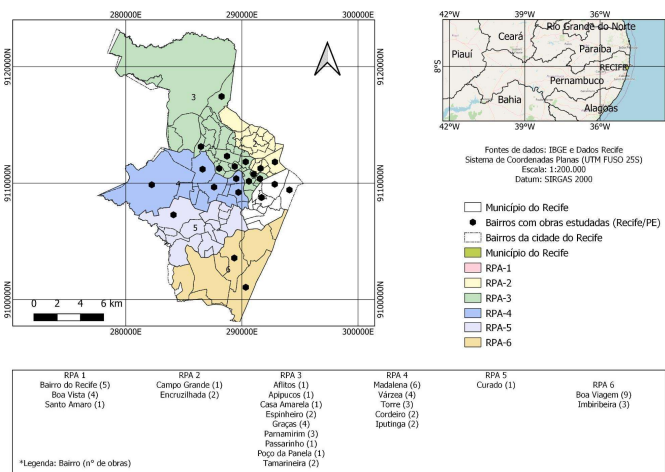 280000 290000 300000
9120000N
9110000N
9100000N
3
4
5
6
0 2 4 6 km
280000 290000 300000
42°W 39°W 36°W
8°S
Rio Grande do Norte
Ceará
Paraíba
Piauí
RECIFE
Pernambuco
Bahia
Alagoas
42°W 39°W 36°W
Fontes de dados: IBGE e Dados Recife
Sistema de Coordenadas Planas (UTM FUSO 25S)
Escala: 1:200.000
Datum: SIRGAS 2000
Município do Recife
Bairros com obras estudadas (Recife/PE)
Bairros da cidade do Recife
Município do Recife
RPA-1
RPA-2
RPA-3
RPA-4
RPA-5
RPA-6
RPA 1
Bairro do Recife (5)
Boa Vista (4)
Santo Amaro (1)
RPA 2
Campo Grande (1)
Encruzilhada (2)
RPA 3
Aflitos (1)
Apipucos (1)
Casa Amarela (1)
Espinheiro (2)
Graças (4)
Parnamirim (3)
Passarinho (1)
Poço da Panela (1)
Tamarineira (2)
RPA 4
Madalena (6)
Várzea (4)
Torre (3)
Cordeiro (2)
Iputinga (2)
RPA 5
Curado (1)
RPA 6
Boa Viagem (9)
Imbiribeira (3)
*Legenda: Bairro (n° de obras)